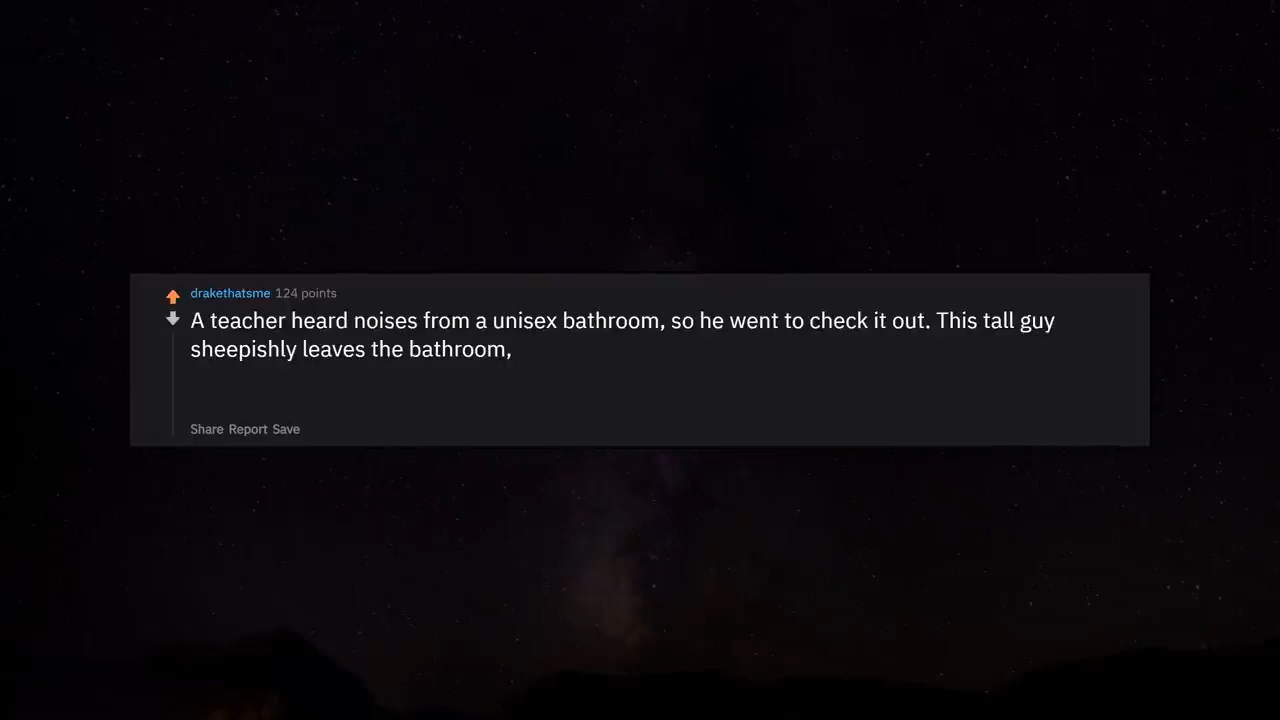 drakethatsme 124 points
A teacher heard noises from a unisex bathroom, so he went to check it out. This tall guy
sheepishly leaves the bathroom,
Share Report Save